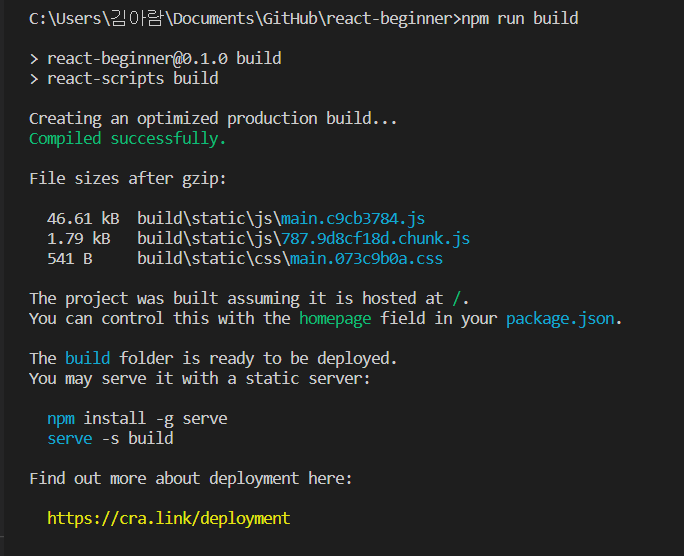 C:\Users\김아람\Documents\GitHub\react-beginner>npm run build
> react-beginner@0.1.0 build
> react-scripts build
Creating an optimized production build...
Compiled successfully.
File sizes after gzip:
46.61 kB  build\static\js\main.c9cb3784.js
1.79 kB   build\static\js\787.9d8cf18d.chunk.js
541 B     build\static\css\main.073c9b0a.css
The project was built assuming it is hosted at /.
You can control this with the homepage field in your package.json.
The build folder is ready to be deployed.
You may serve it with a static server:
npm install -g serve
serve -s build
Find out more about deployment here:
https://cra.link/deployment